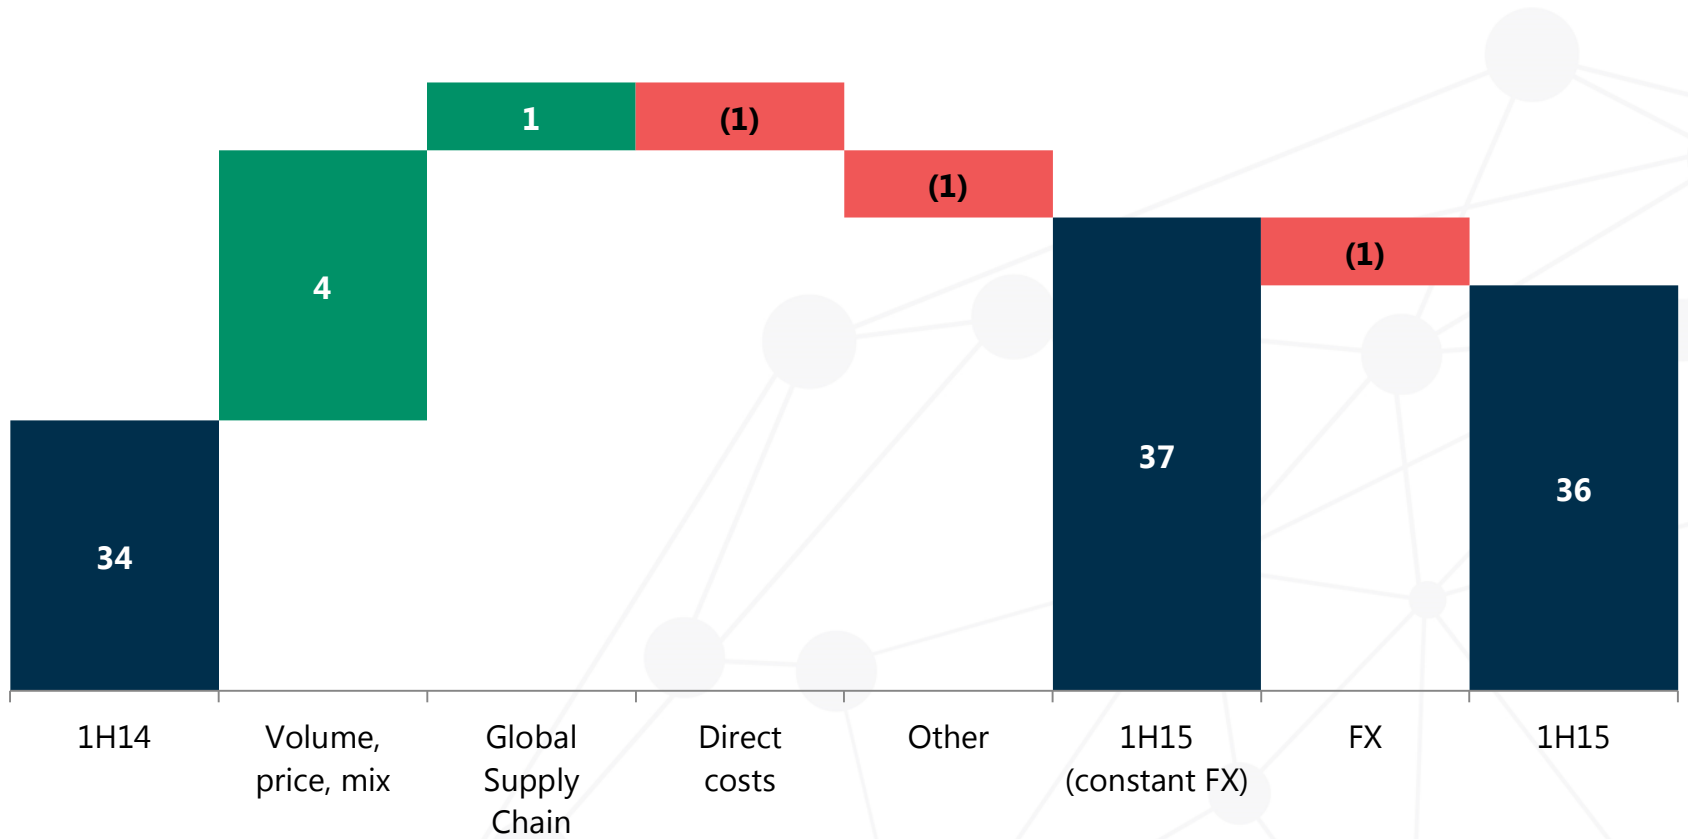 1
(1)
(1)
4
(1)
37
36
34
1H14
Volume,
price, mix
Global
Supply
Chain
Direct
costs
Other
1H15
(constant FX)
FX
1H15